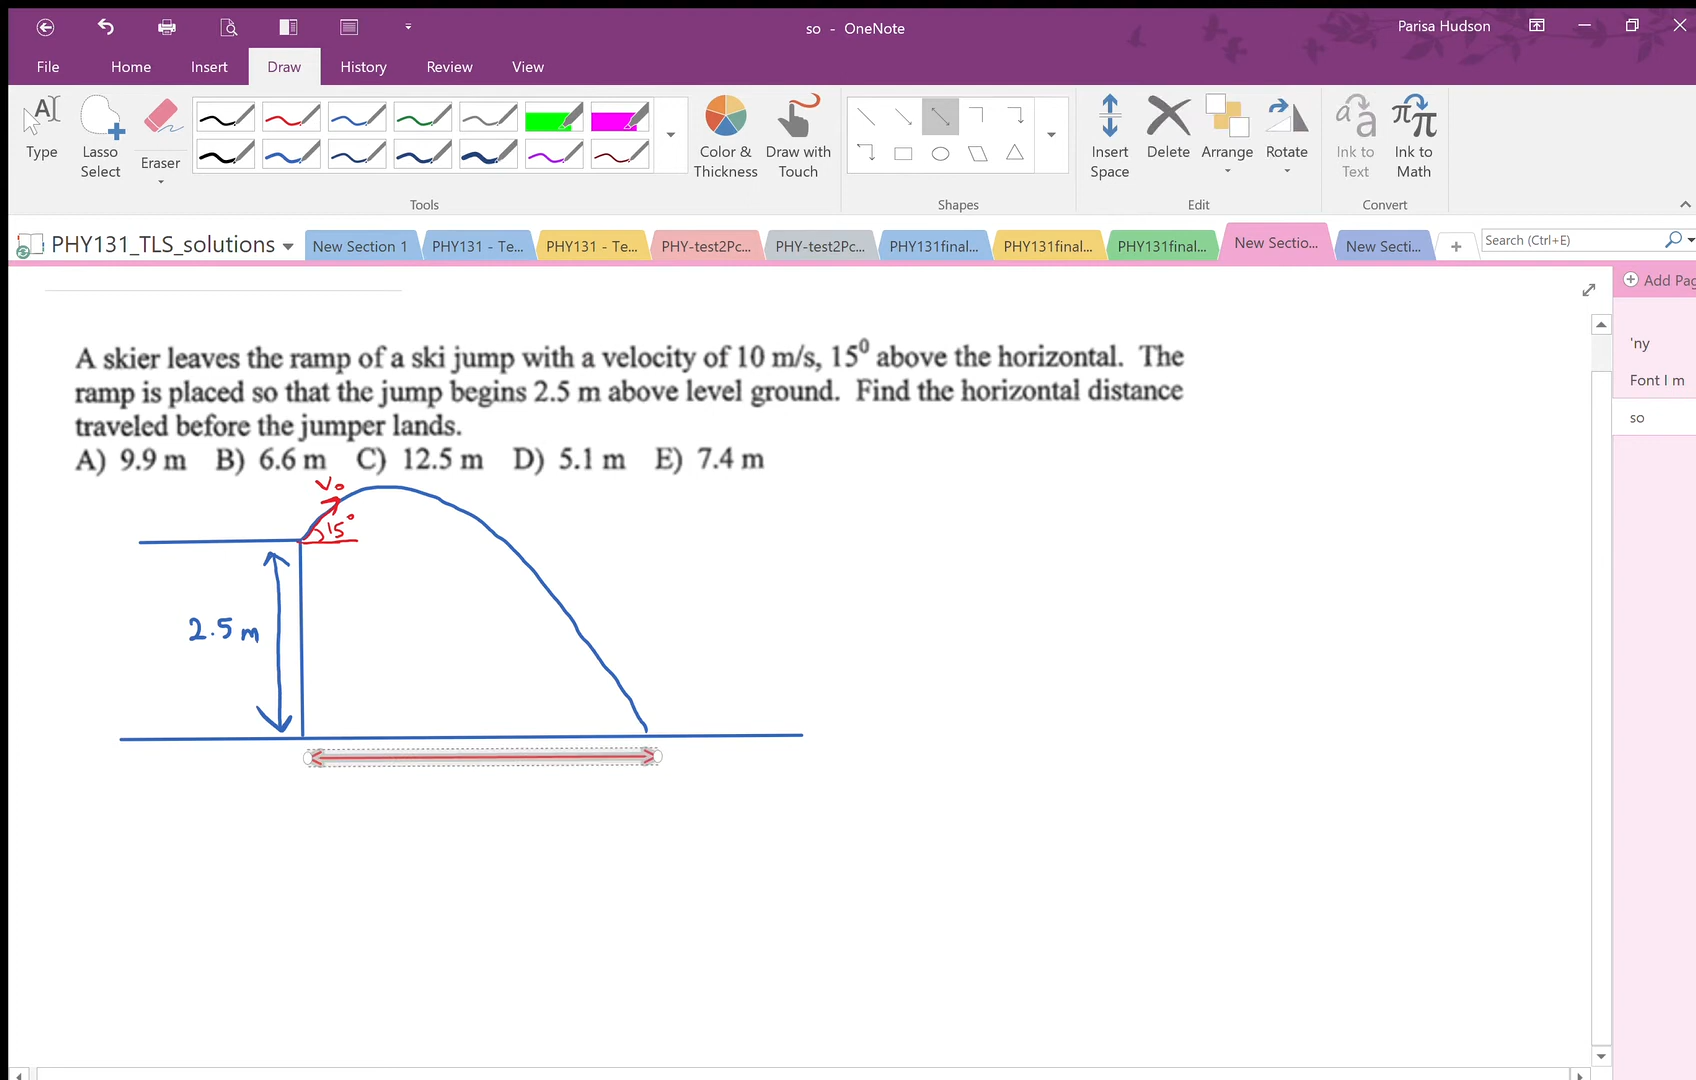 so - OneNote
Parisa Hudson
File Home Insert Draw History Review View
Type
Lasso Select
Eraser
Color & Thickness
Draw with Touch
Insert Space
Delete
Arrange
Rotate
Ink to Text
Ink to Math
Tools
Shapes
Edit
Convert
PHY131_TLS_solutions
New Section 1
PHY131 - Te...
PHY131 - Te...
PHY-test2Pc...
PHY-test2Pc...
PHY131final...
PHY131final...
PHY131final...
New Sectio...
New Secti...
Search (Ctrl+E)
Add Pag
'ny
Font I m
so
A skier leaves the ramp of a ski jump with a velocity of 10 m/s, 15⁰ above the horizontal. The
ramp is placed so that the jump begins 2.5 m above level ground. Find the horizontal distance
traveled before the jumper lands.
A) 9.9 m B) 6.6 m C) 12.5 m D) 5.1 m E) 7.4 m
V₀
15°
2.5 m